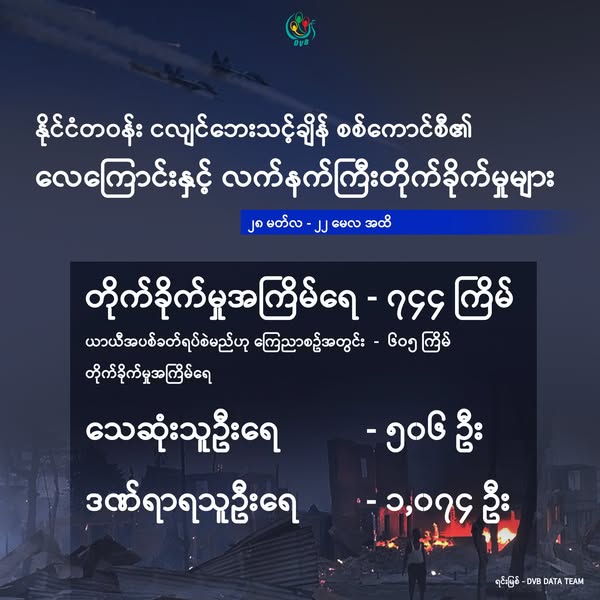 DVB
နိုင်ငံတဝန်း ငလျင်ဘေးသင့်ချိန် စစ်ကောင်စီ၏
လေကြောင်းနှင့် လက်နက်ကြီးတိုက်ခိုက်မှုများ
၂၈ မတ်လ - ၂၂ မေလ အထိ
တိုက်ခိုက်မှုအကြိမ်ရေ - ၇၄၄ ကြိမ်
ယာယီအပစ်ခတ်ရပ်စဲမည်ဟု ကြေညာစဉ်အတွင်း - ၆၀၅ ကြိမ်
တိုက်ခိုက်မှုအကြိမ်ရေ
သေဆုံးသူဦးရေ - ၅၀၆ ဦး
ဒဏ်ရာရသူဦးရေ - ၁,၀၇၄ ဦး
ရင်းမြစ် - DVB DATA TEAM